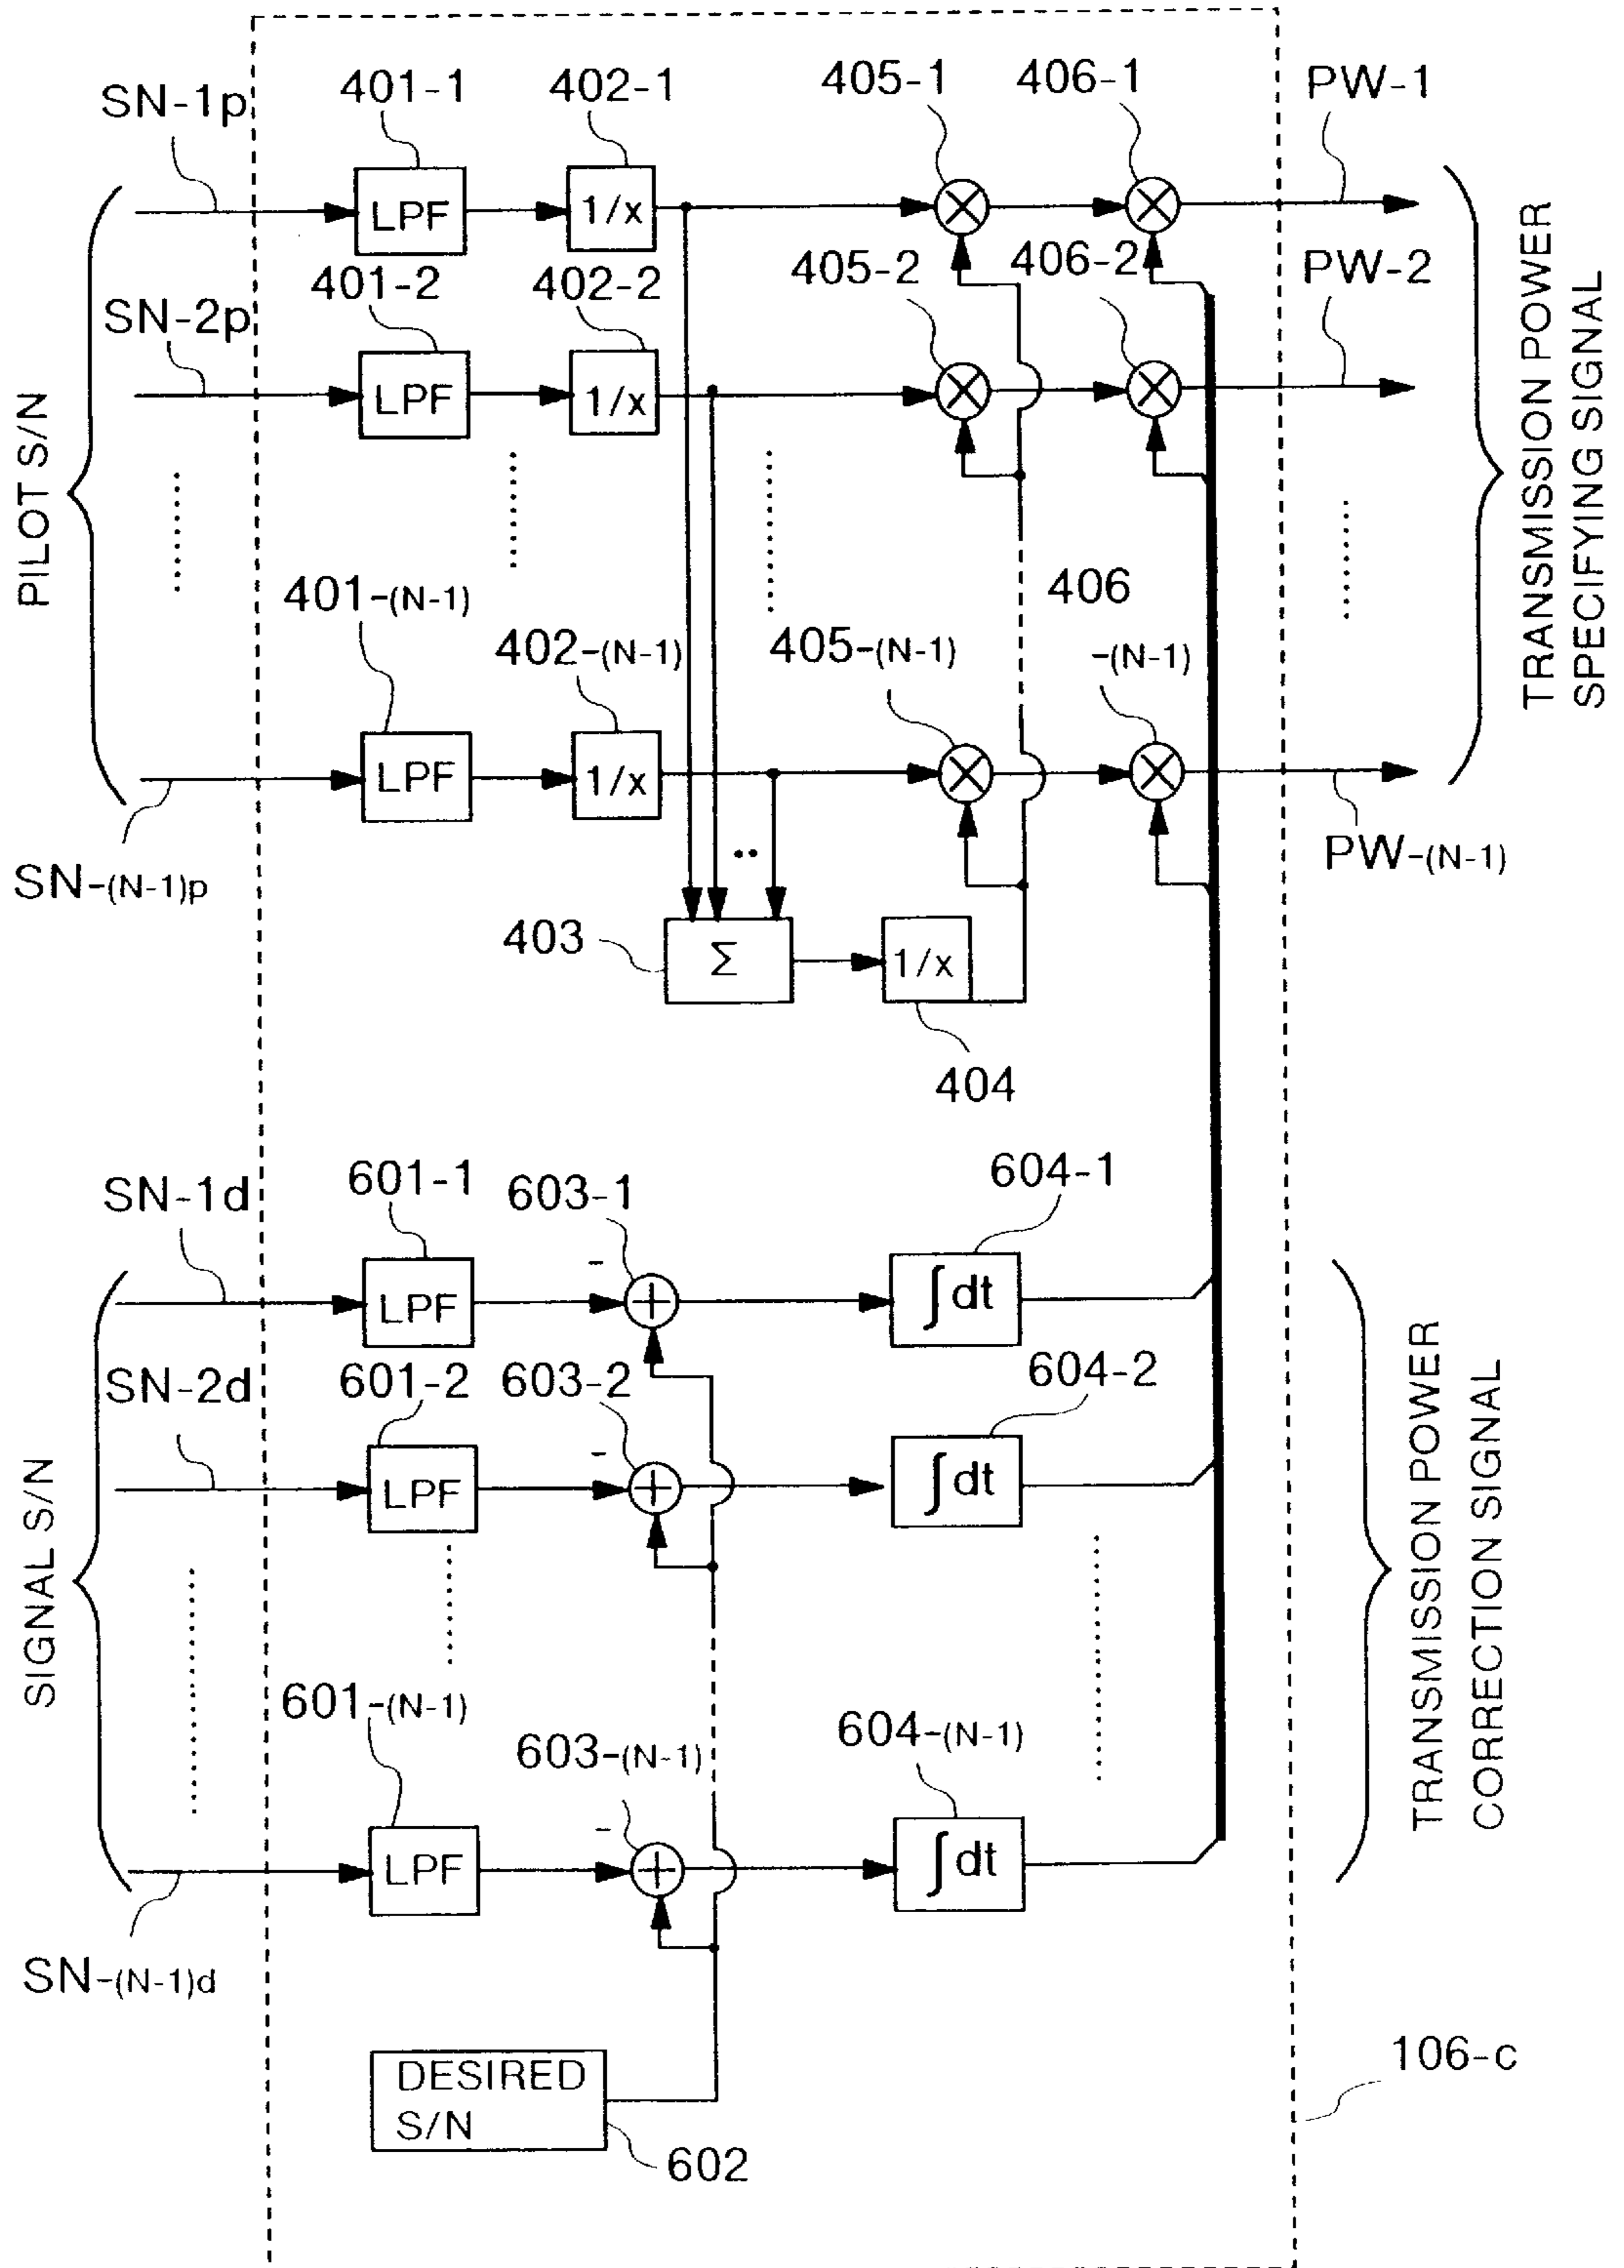 SN-1p
401-1
402-1
405-1
406-1
PW-1
LPF
1/x
SN-2p
401-2
402-2
405-2
406-2
PW-2
LPF
1/x
PILOT S/N
TRANSMISSION POWER
SPECIFYING SIGNAL
401-(N-1)
402-(N-1)
405-(N-1)
406
-(N-1)
LPF
1/x
SN-(N-1)p
PW-(N-1)
403
Σ
1/x
404
SN-1d
601-1
603-1
604-1
LPF
-
∫dt
SN-2d
601-2
603-2
604-2
LPF
-
∫dt
SIGNAL S/N
TRANSMISSION POWER
CORRECTION SIGNAL
601-(N-1)
603-(N-1)
604-(N-1)
LPF
-
∫dt
SN-(N-1)d
DESIRED
S/N
602
106-c